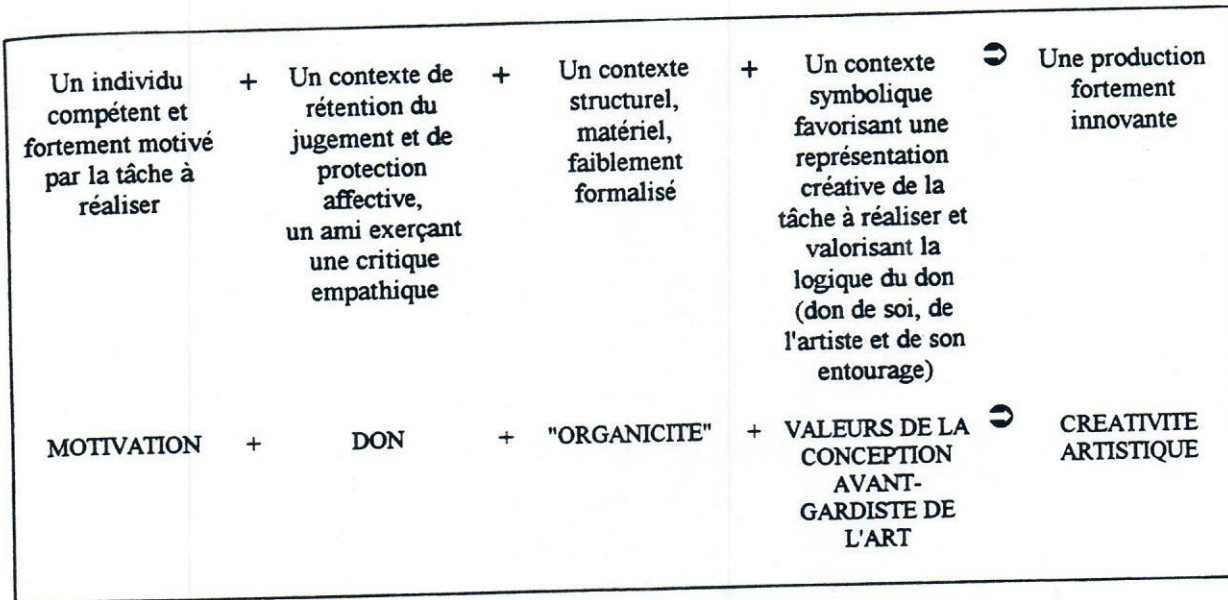 Un individu
compétent et
fortement motivé
par la tâche à
réaliser
+
Un contexte de
rétention du
jugement et de
protection
affective,
un ami exerçant
une critique
empathique
+
Un contexte
structurel,
matériel,
faiblement
formalisé
+
Un contexte
symbolique
favorisant une
représentation
créative de la
tâche à réaliser et
valorisant la
logique du don
(don de soi, de
l'artiste et de son
entourage)
⊃
Une production
fortement
innovante
MOTIVATION
+
DON
+
"ORGANICITE"
+
VALEURS DE LA
CONCEPTION
AVANT-
GARDISTE DE
L'ART
⊃
CREATIVITE
ARTISTIQUE